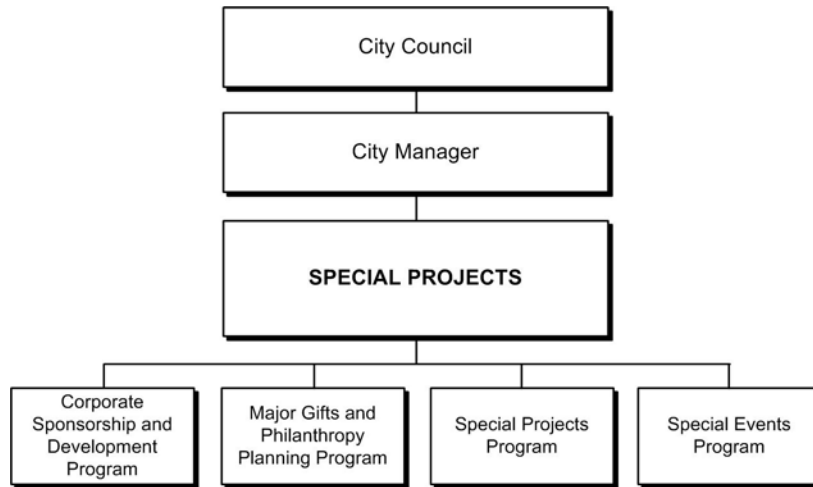 City Council
City Manager
SPECIAL PROJECTS
Corporate
Sponsorship and
Development
Program
Major Gifts and
Philanthropy
Planning Program
Special Projects
Program
Special Events
Program